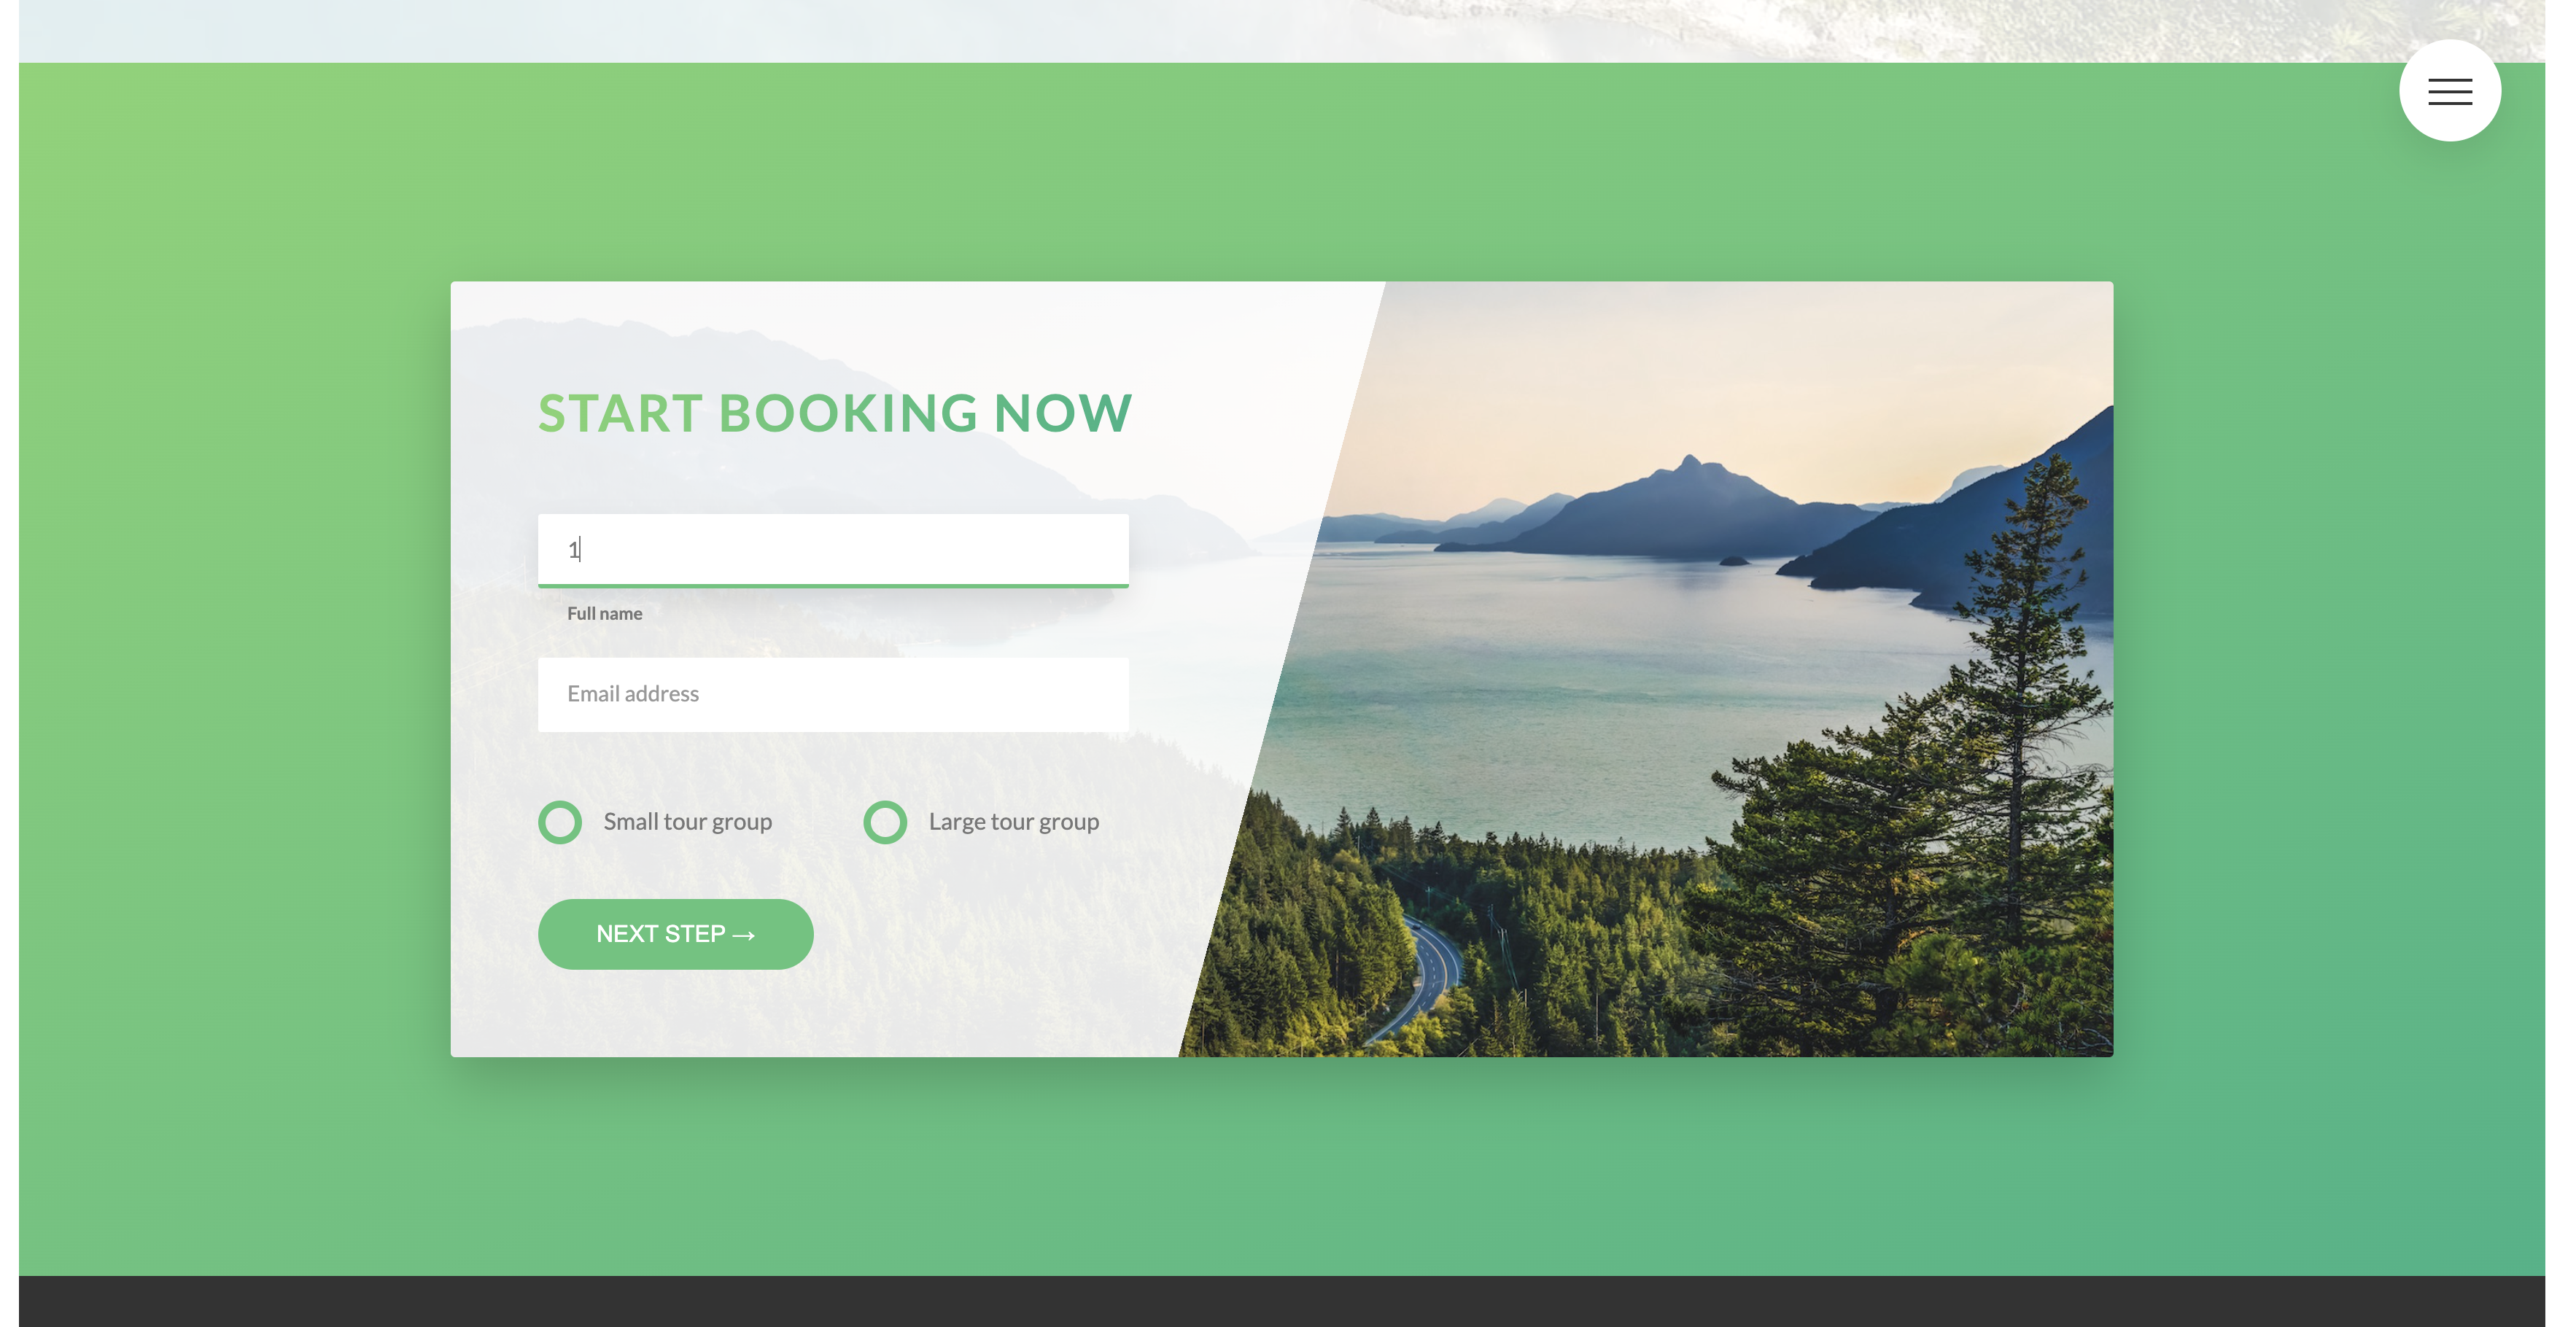 START BOOKING NOW
1
Full name
Email address
Small tour group
Large tour group
NEXT STEP →